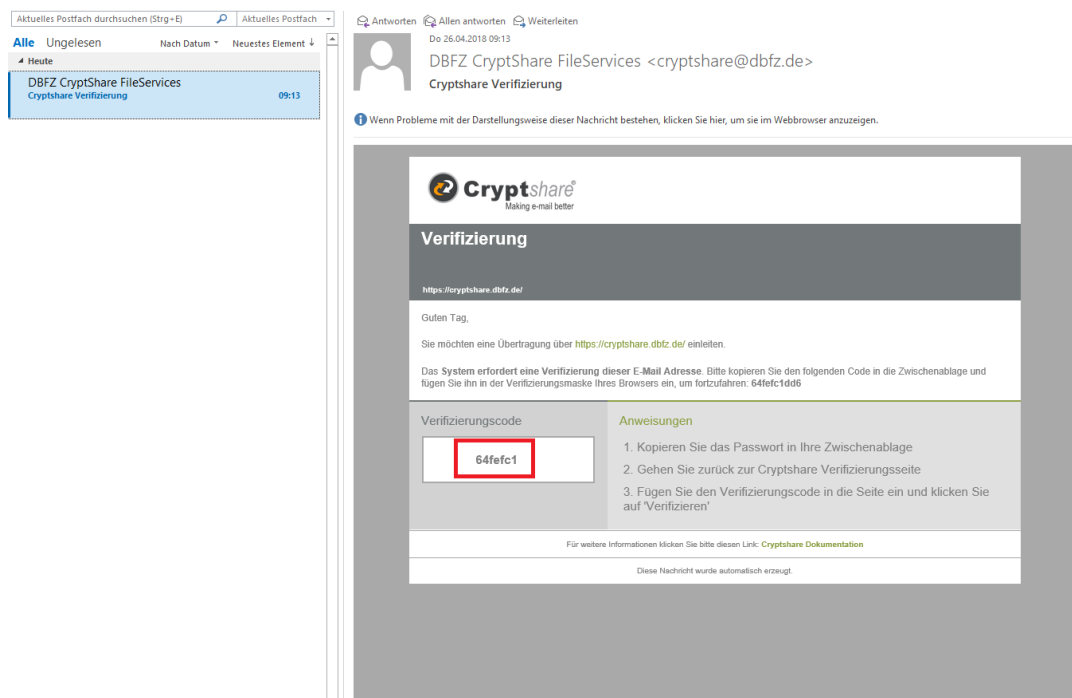 Aktuelles Postfach durchsuchen (Strg+E) Aktuelles Postfach
Alle Ungelesen Nach Datum Neuestes Element ↓
Heute
DBFZ CryptShare FileServices
Cryptshare Verifizierung 09:13
Antworten Allen antworten Weiterleiten
Do 26.04.2018 09:13
DBFZ CryptShare FileServices <cryptshare@dbfz.de>
Cryptshare Verifizierung
Wenn Probleme mit der Darstellungsweise dieser Nachricht bestehen, klicken Sie hier, um sie im Webbrowser anzuzeigen.
Cryptshare®
Making e-mail better
Verifizierung
https://cryptshare.dbfz.de/
Guten Tag,
Sie möchten eine Übertragung über https://cryptshare.dbfz.de/ einleiten.
Das System erfordert eine Verifizierung dieser E-Mail Adresse. Bitte kopieren Sie den folgenden Code in die Zwischenablage und
fügen Sie ihn in der Verifizierungsmaske Ihres Browsers ein, um fortzufahren: 64fefc1dd6
Verifizierungscode
64fefc1
Anweisungen
1. Kopieren Sie das Passwort in Ihre Zwischenablage
2. Gehen Sie zurück zur Cryptshare Verifizierungsseite
3. Fügen Sie den Verifizierungscode in die Seite ein und klicken Sie
auf 'Verifizieren'
Für weitere Informationen klicken Sie bitte diesen Link: Cryptshare Dokumentation
Diese Nachricht wurde automatisch erzeugt.